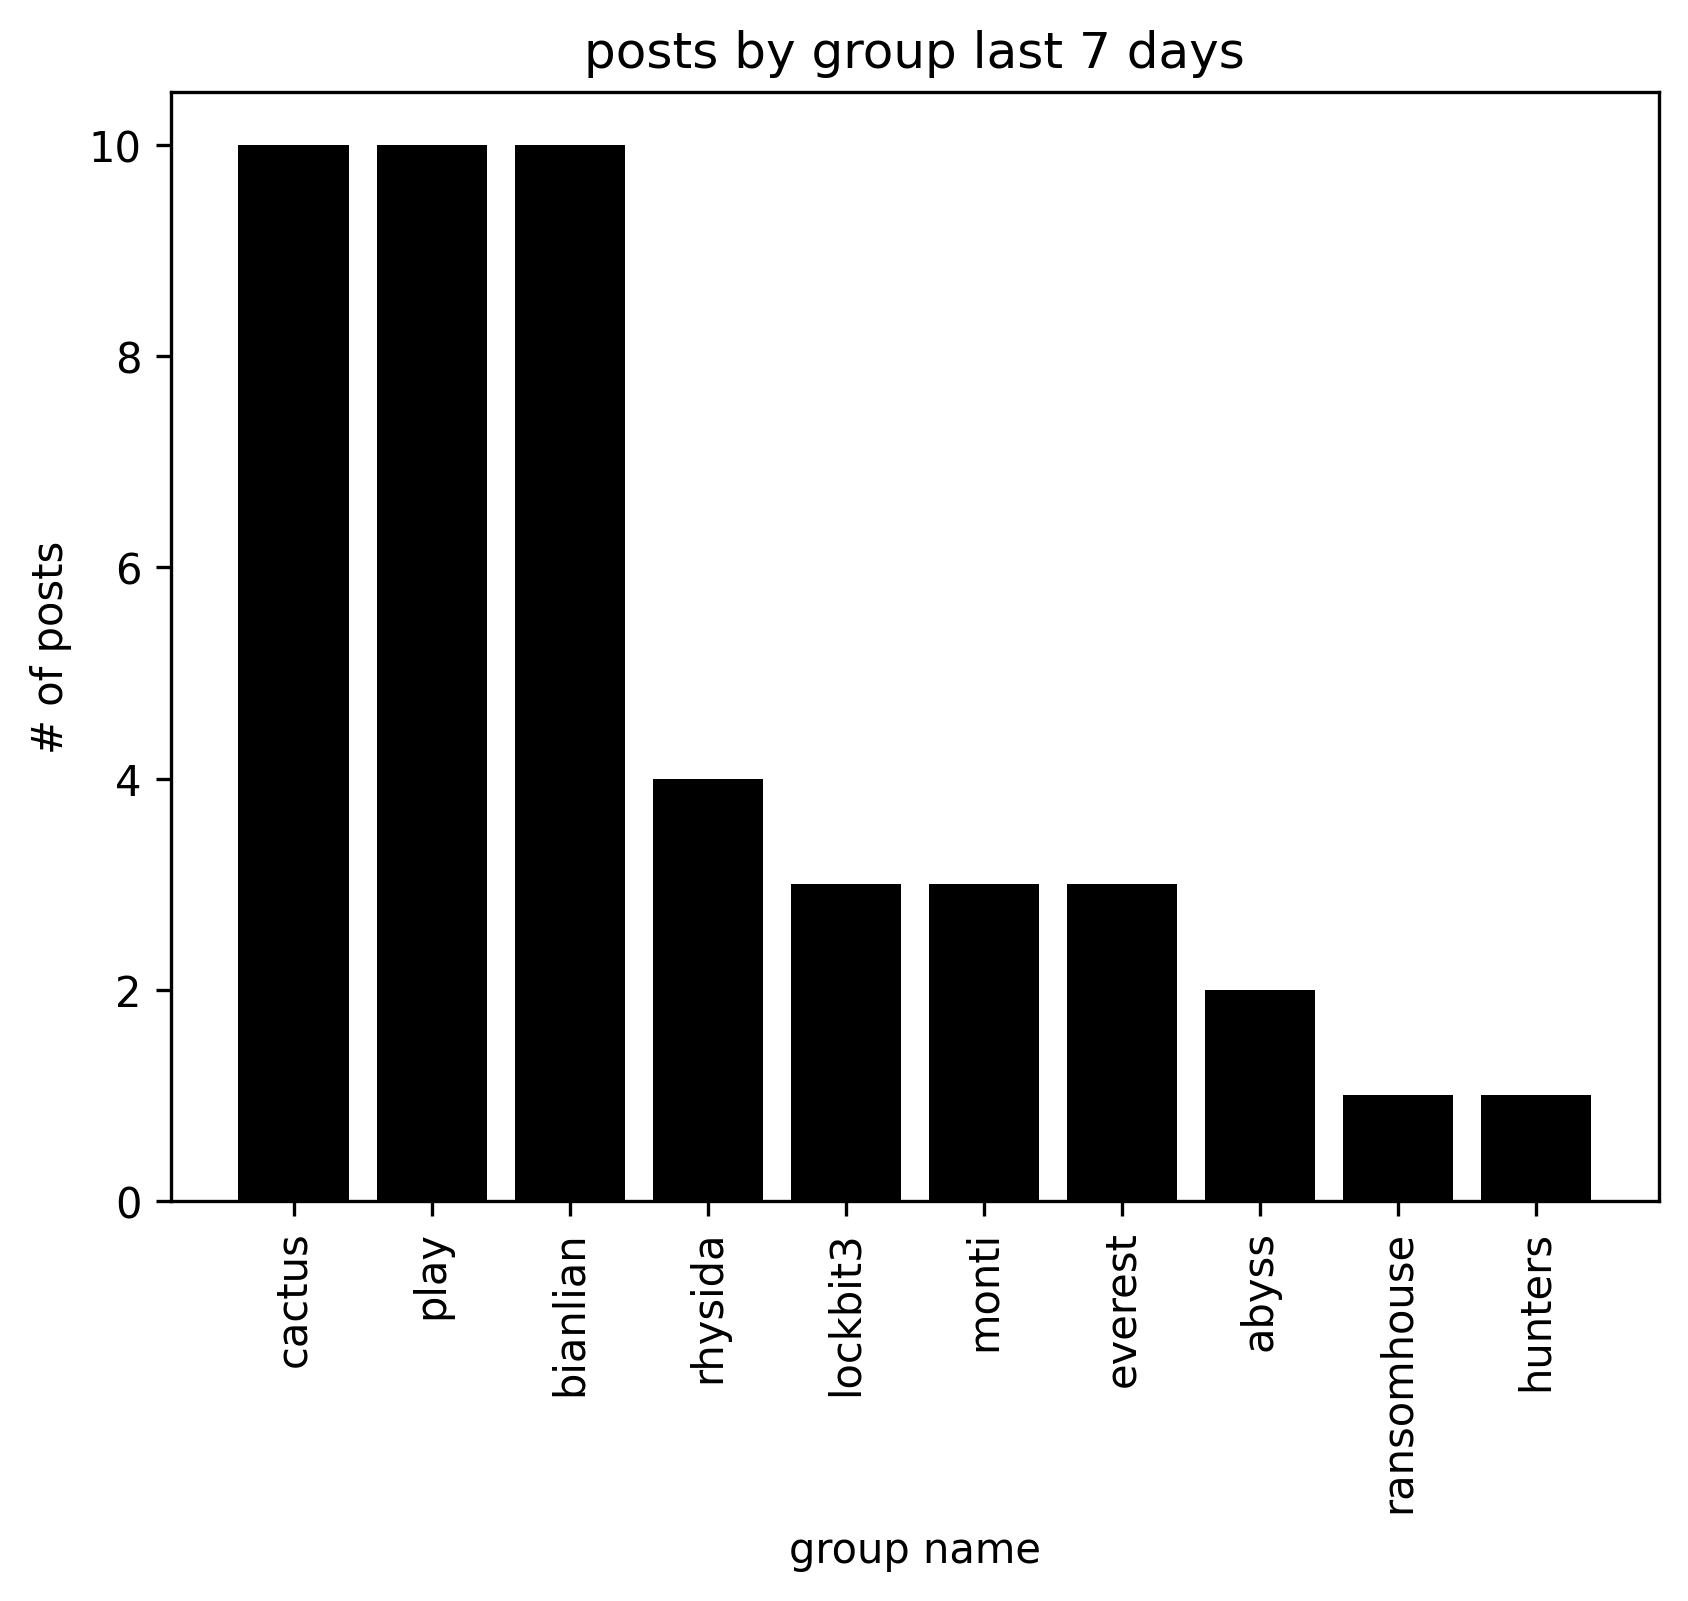 posts by group last 7 days
10
8
6
4
2
0
# of posts
cactus
play
bianlian
rhysida
lockbit3
monti
everest
abyss
ransomhouse
hunters
group name